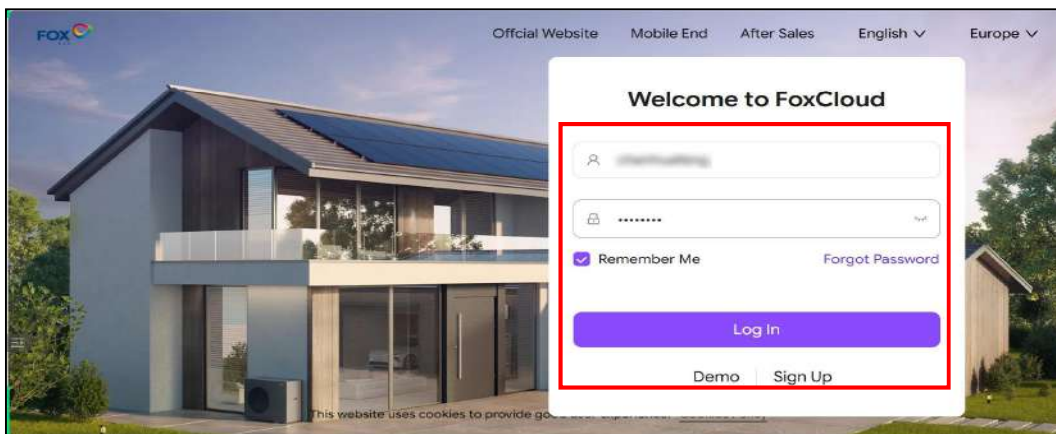 FOX
Offcial Website Mobile End After Sales English Europe
Welcome to FoxCloud
••••••••
Remember Me Forgot Password
Log In
Demo Sign Up
This website uses cookies to provide